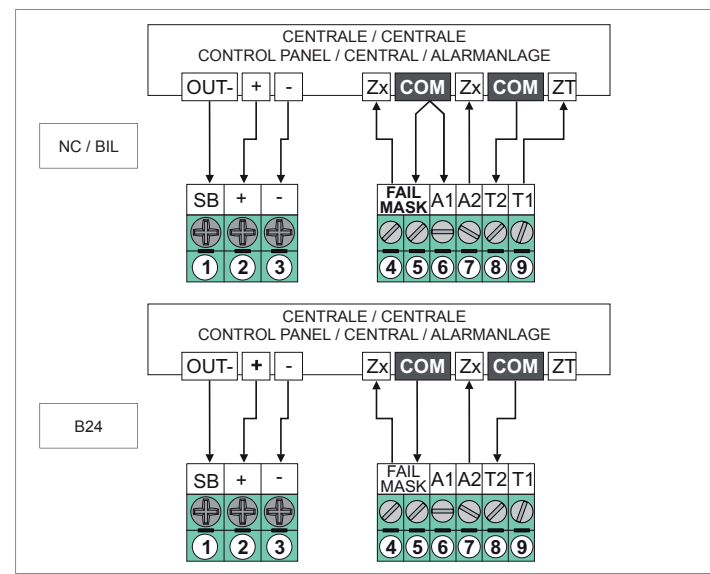 CENTRALE / CENTRALE
CONTROL PANEL / CENTRAL / ALARMANLAGE
OUT- + - Zx COM Zx COM ZT
NC / BIL
SB + - FAIL MASK A1 A2 T2 T1
1 2 3 4 5 6 7 8 9
CENTRALE / CENTRALE
CONTROL PANEL / CENTRAL / ALARMANLAGE
OUT- + - Zx COM Zx COM ZT
B24
SB + - FAIL MASK A1 A2 T2 T1
1 2 3 4 5 6 7 8 9